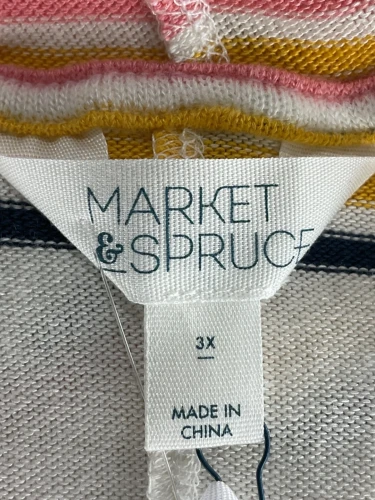 MARKET
& SPRUCE
3X
MADE IN
CHINA